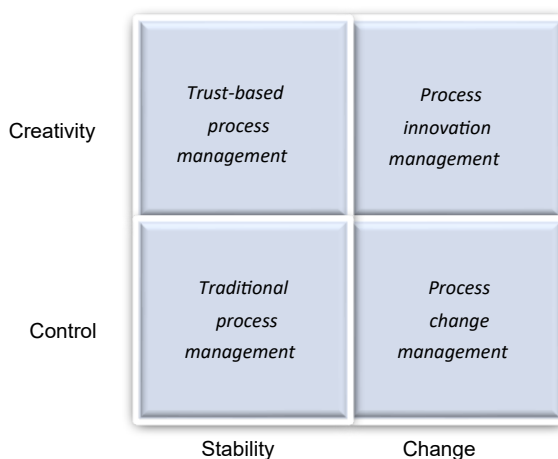 Trust-based
process
management
Process
innovation
management
Creativity
Traditional
process
management
Process
change
management
Control
Stability
Change